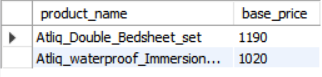 product_name base_price
Atliq_Double_Bedsheet_set 1190
Atliq_waterproof_Immersion... 1020